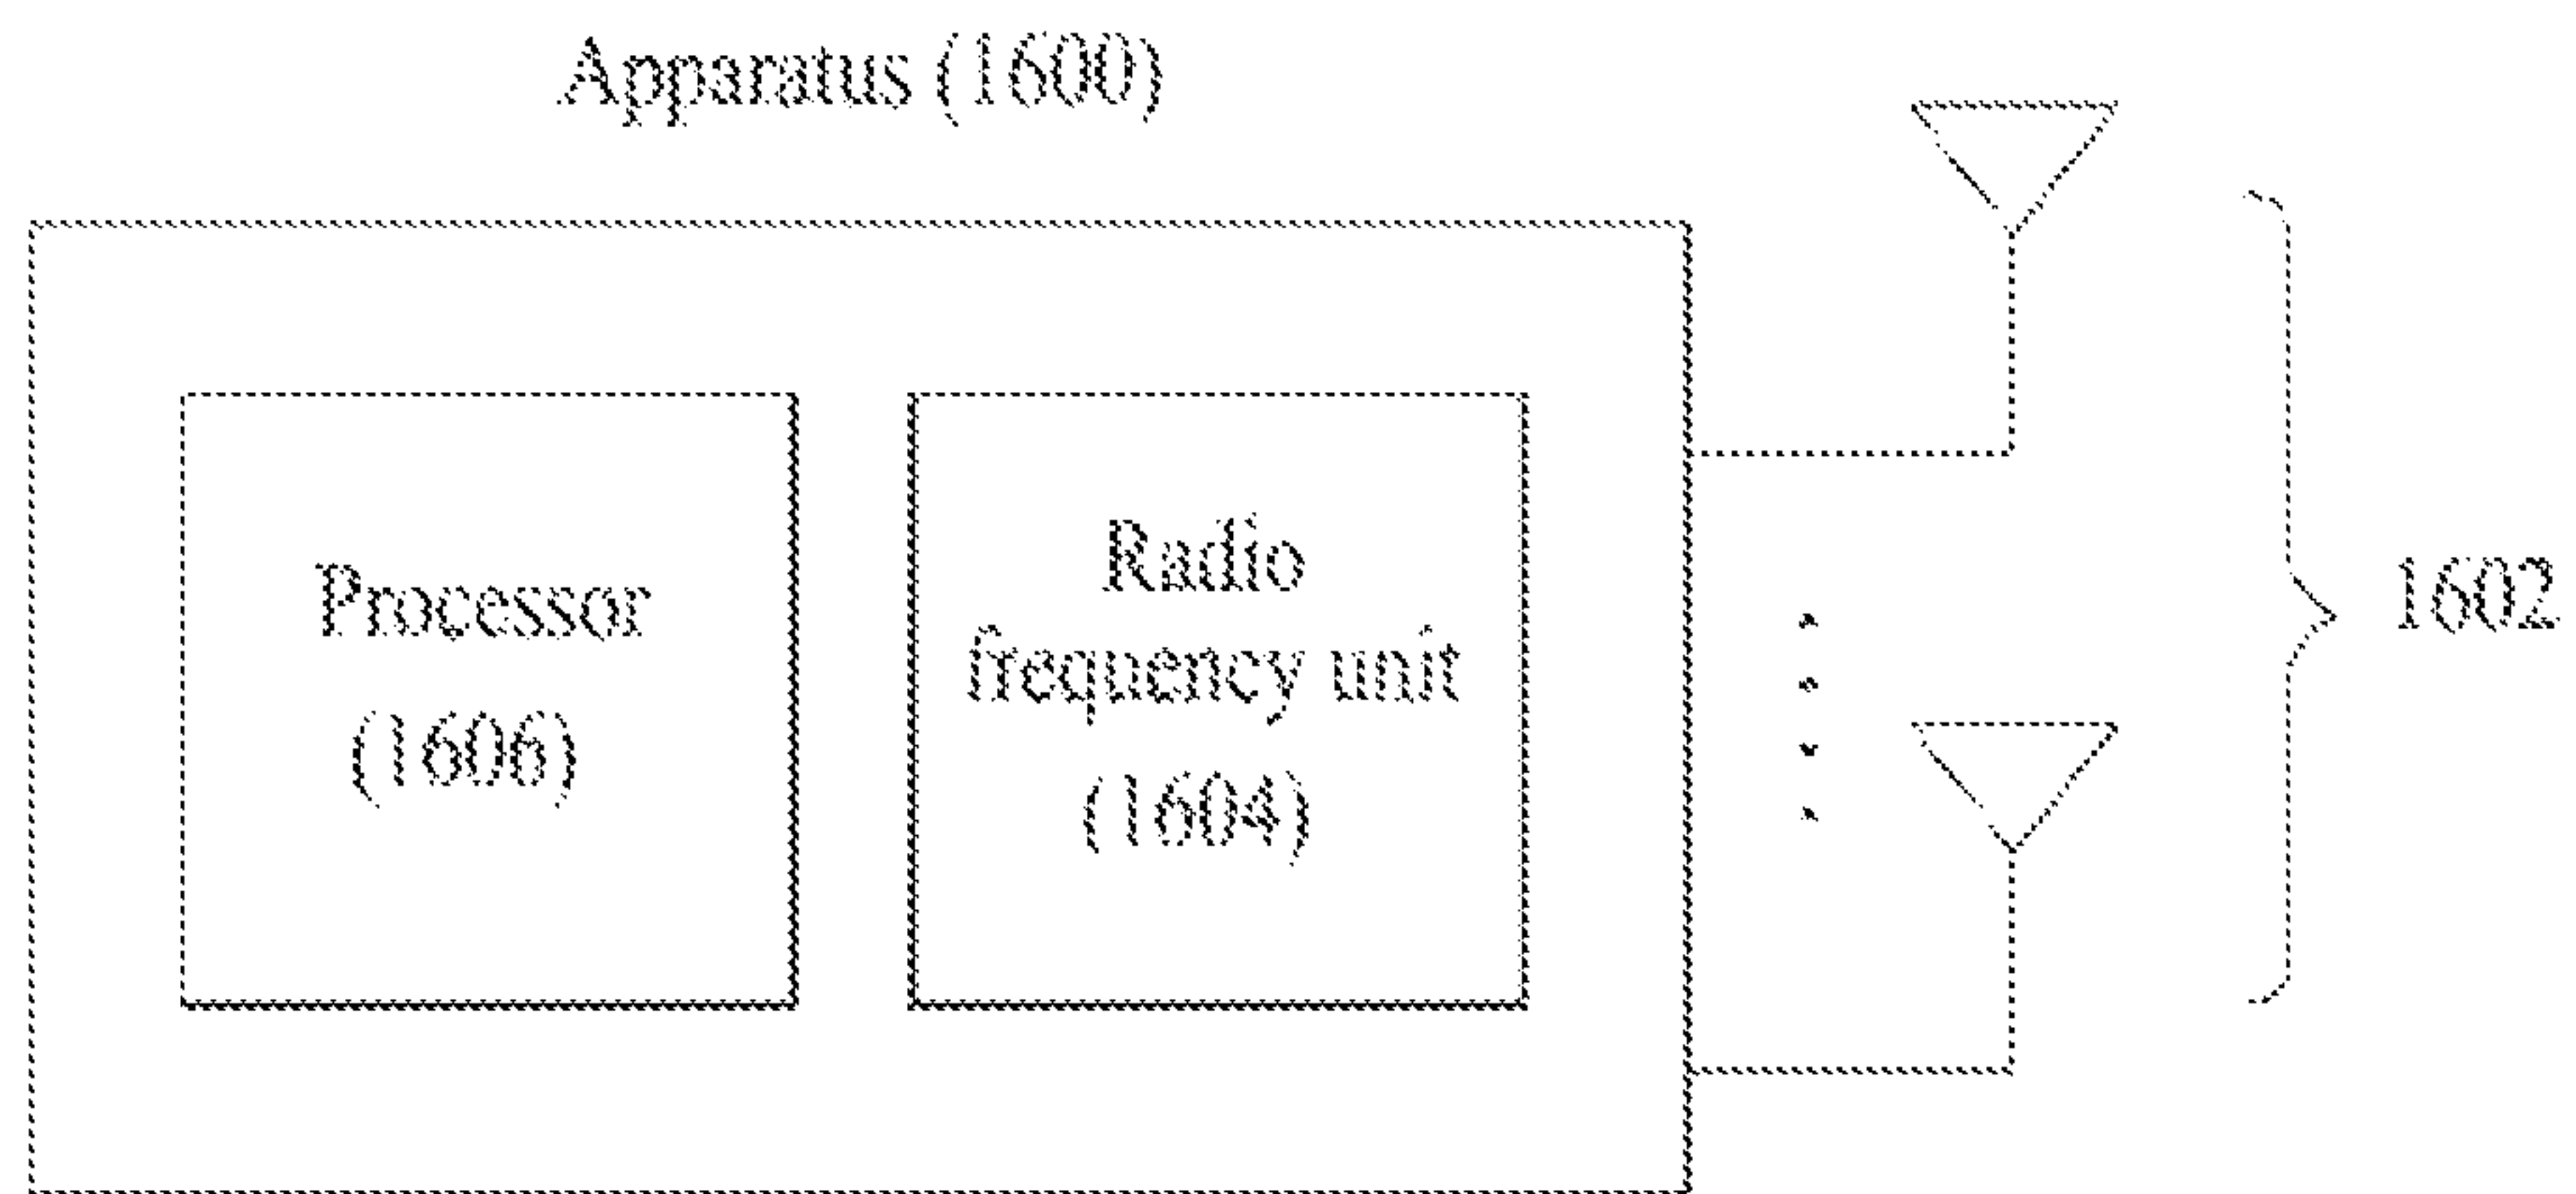 Apparatus (1600)
Processor
(1606)
Radio
frequency unit
(1604)
1602